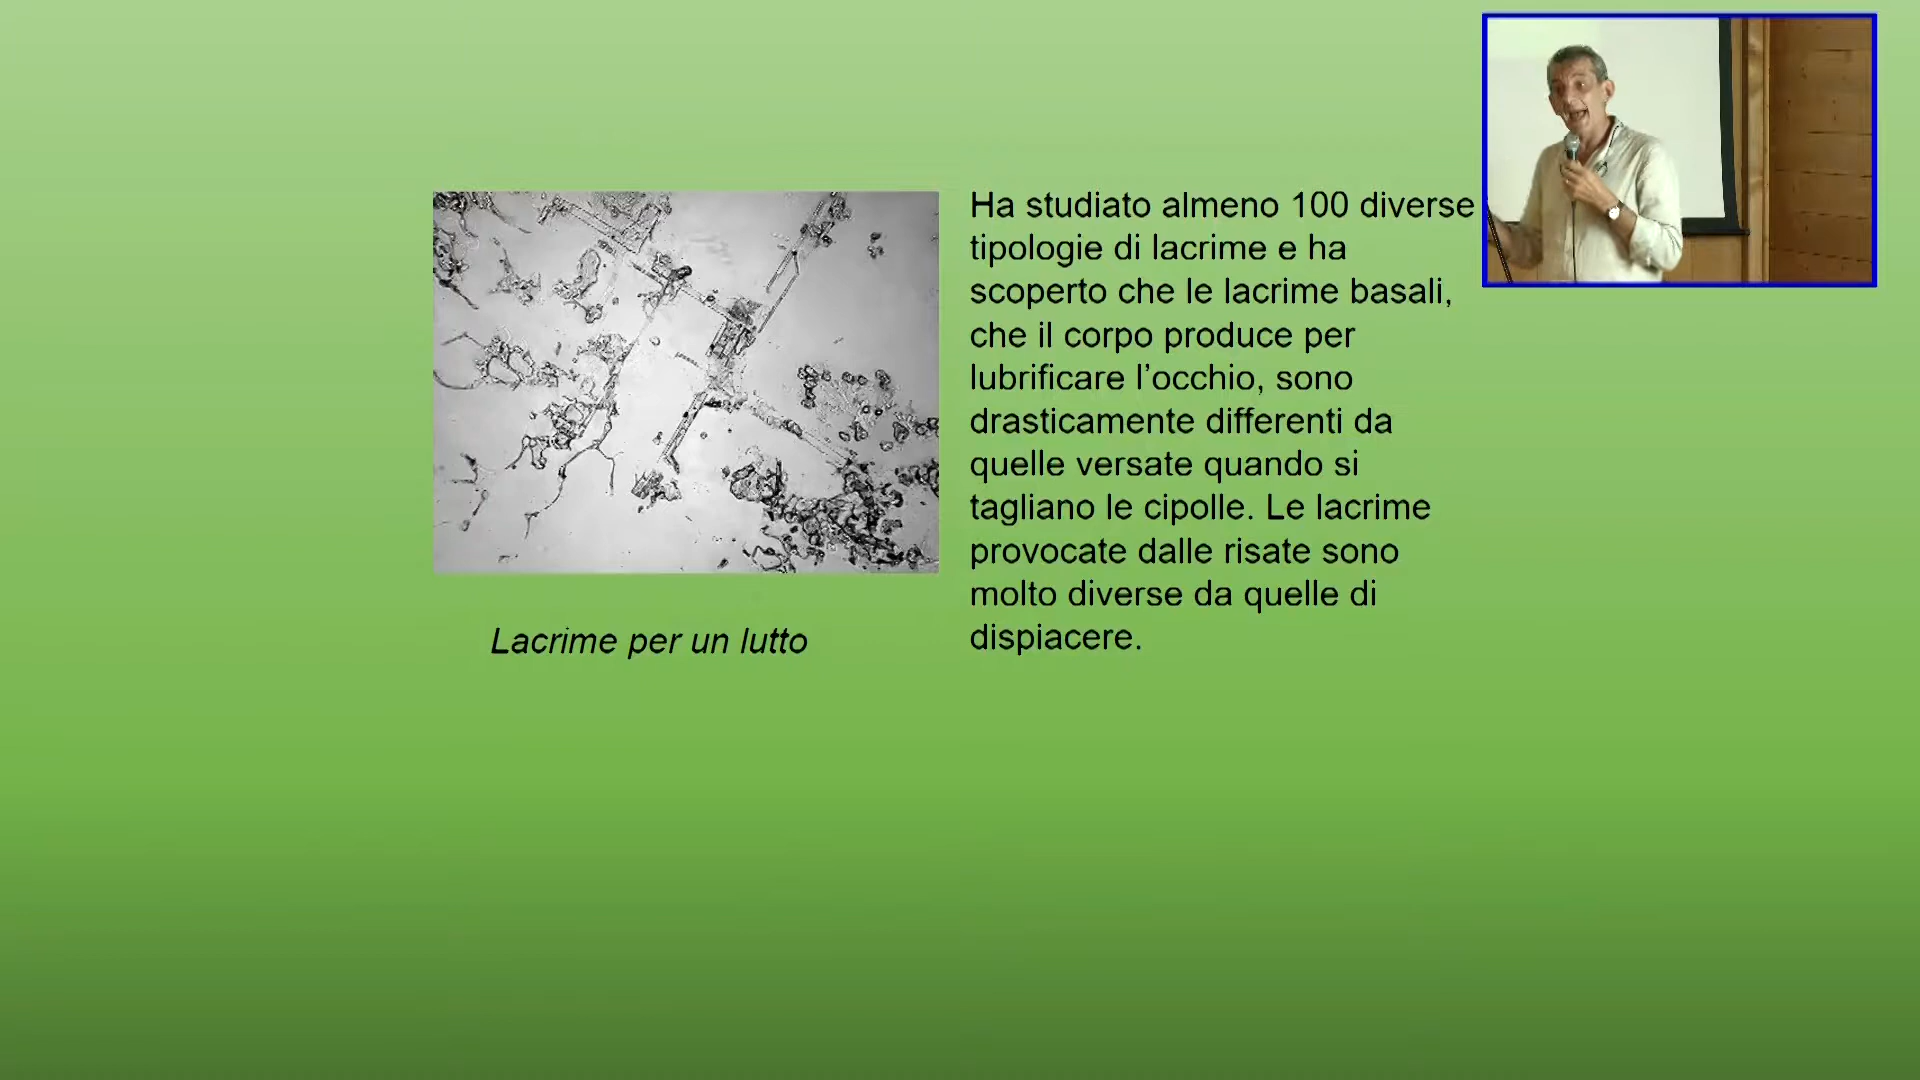 Ha studiato almeno 100 diverse
tipologie di lacrime e ha
scoperto che le lacrime basali,
che il corpo produce per
lubrificare l’occhio, sono
drasticamente differenti da
quelle versate quando si
tagliano le cipolle. Le lacrime
provocate dalle risate sono
molto diverse da quelle di
dispiacere.
Lacrime per un lutto